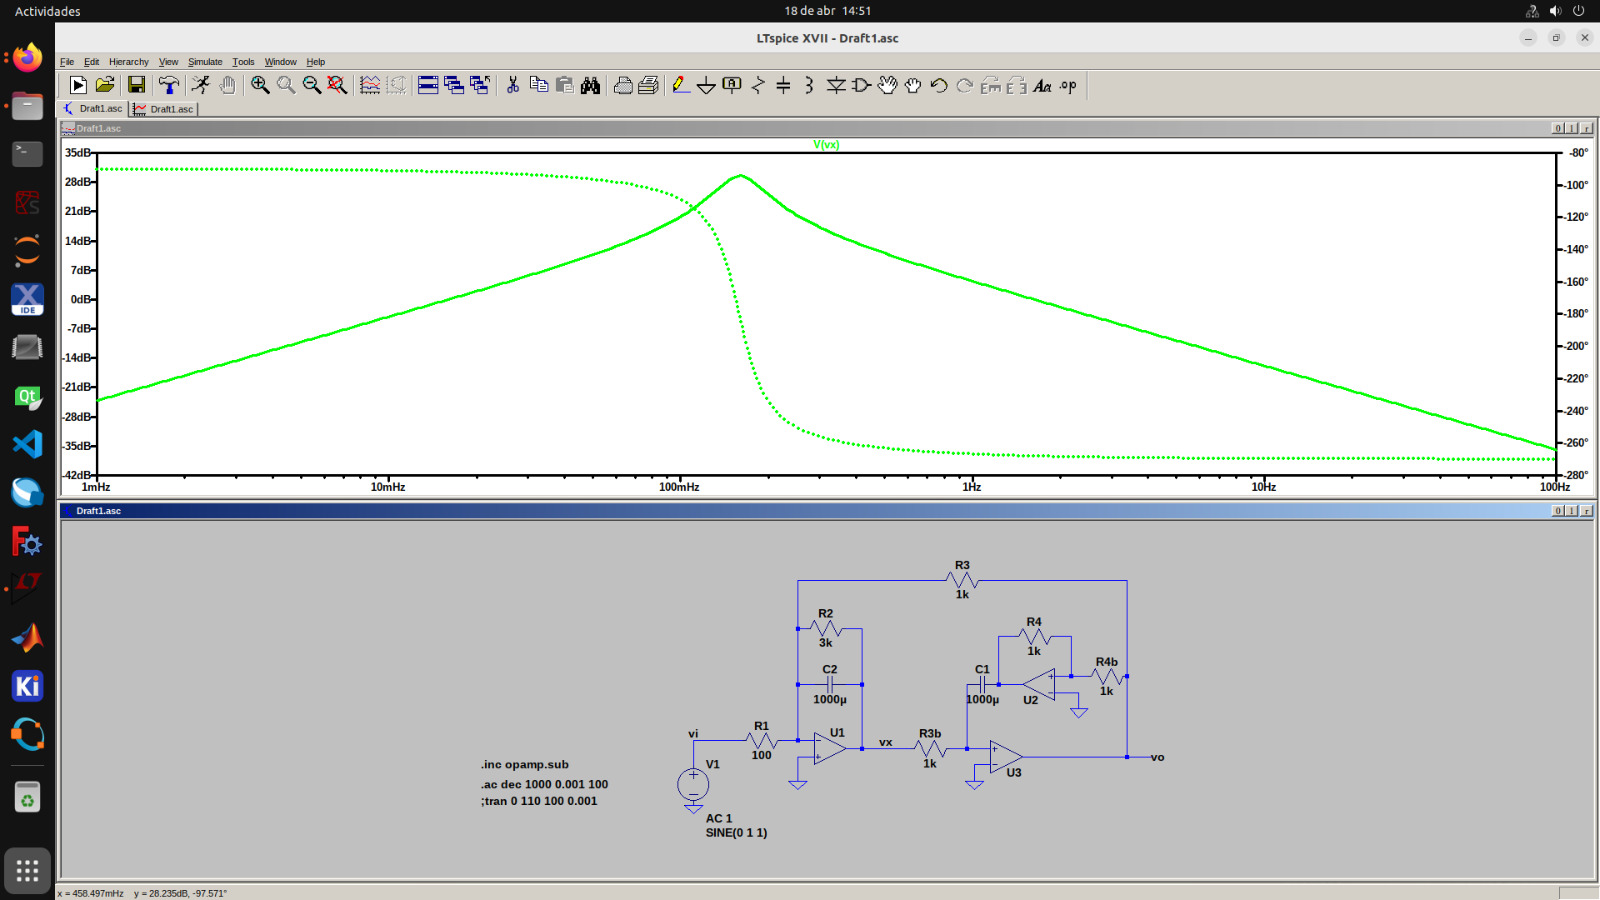 Actividades
18 de abr 14:51
LTspice XVII - Draft1.asc
File Edit Hierarchy View Simulate Tools Window Help
Aa .op
Draft1.asc Draft1.asc
Draft1.asc
V(vx)
35dB
28dB
21dB
14dB
7dB
0dB
-7dB
-14dB
-21dB
-28dB
-35dB
-42dB
-80°
-100°
-120°
-140°
-160°
-180°
-200°
-220°
-240°
-260°
-280°
1mHz 10mHz 100mHz 1Hz 10Hz 100Hz
Draft1.asc
R3
1k
R2
3k
R4
1k
C2
1000µ
C1
1000µ
R4b
1k
U2
vi
R1
100
U1
vx
R3b
1k
U3
vo
V1
.inc opamp.sub
.ac dec 1000 0.001 100
;tran 0 110 100 0.001
AC 1
SINE(0 1 1)
x = 458.497mHz y = 28.235dB, -97.571°
IDE
Qt
Ki